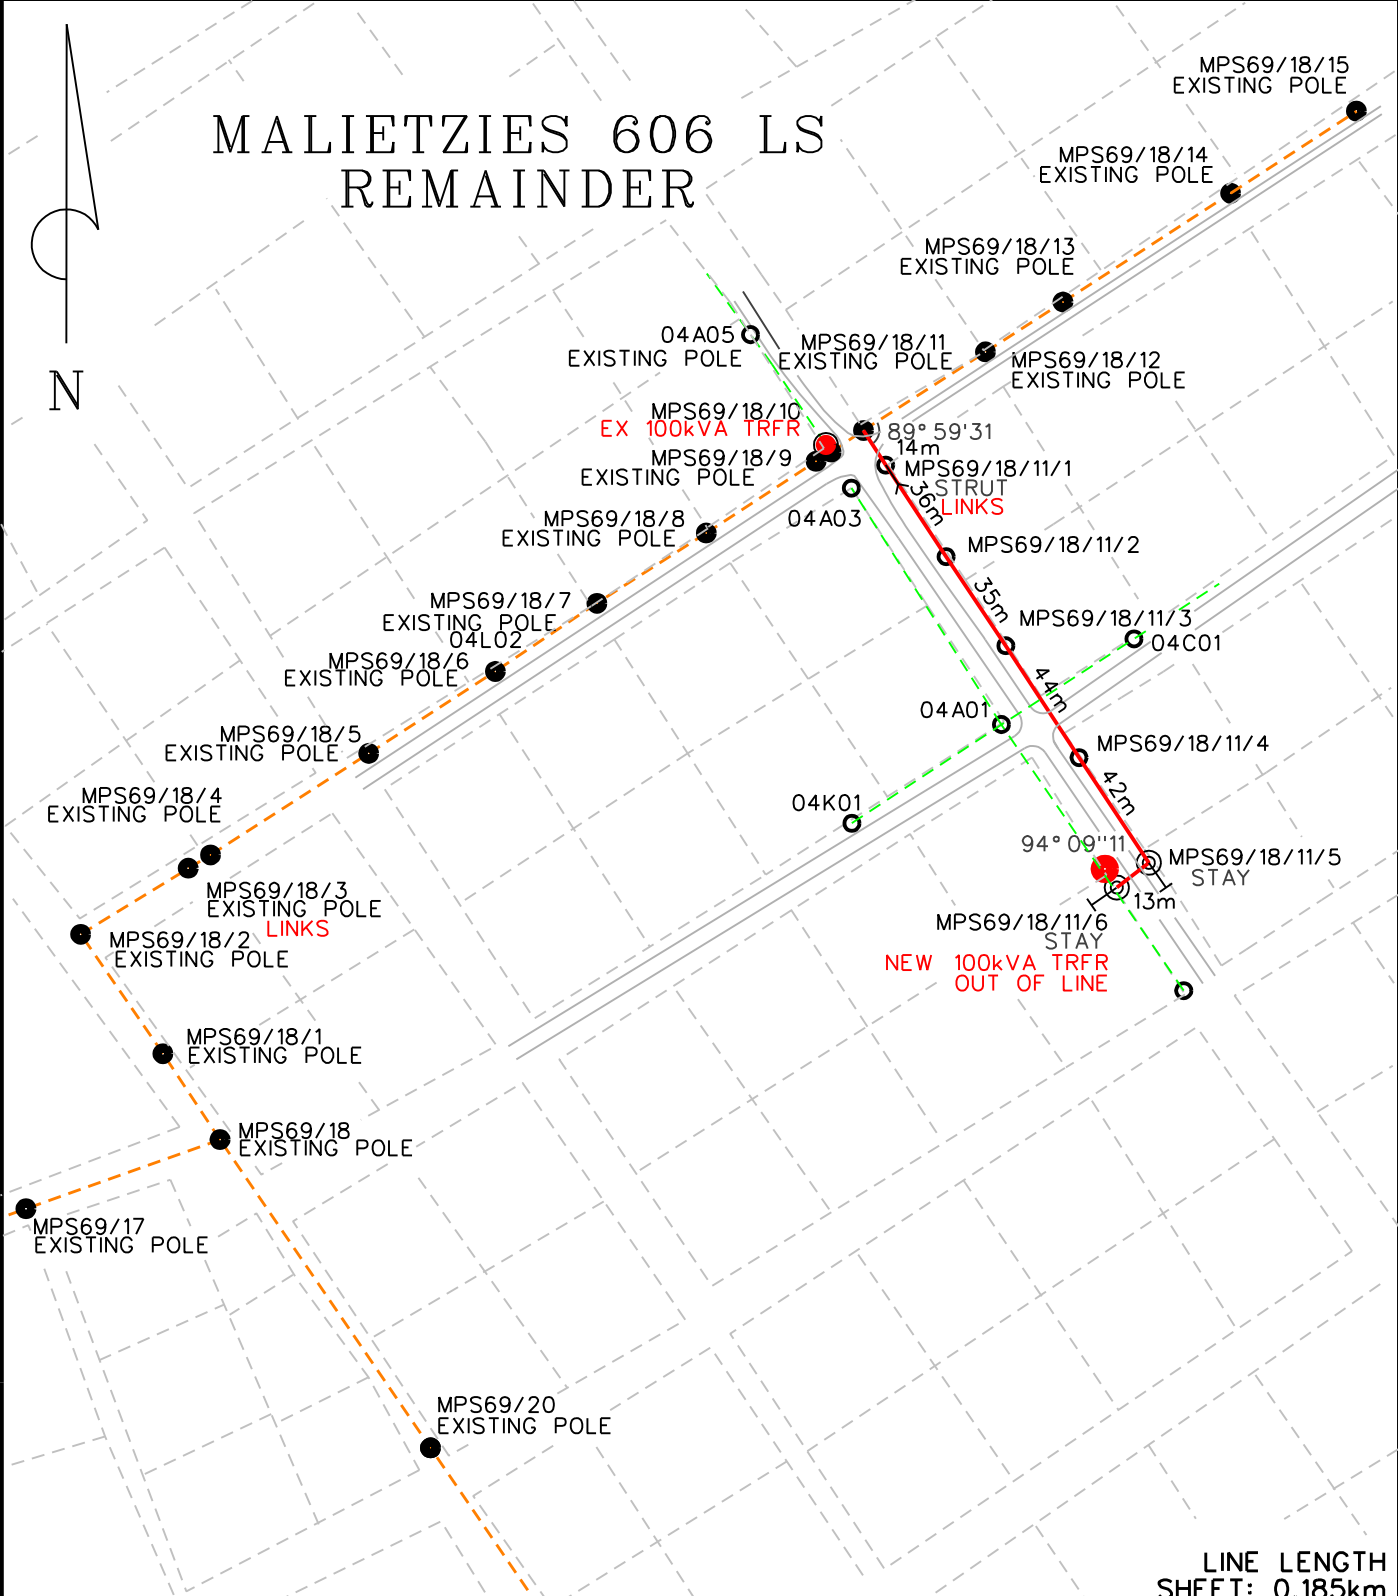 MALIETZIES 606 LS
REMAINDER
N
MPS69/18/15
EXISTING POLE
MPS69/18/14
EXISTING POLE
MPS69/18/13
EXISTING POLE
04A05
EXISTING POLE
MPS69/18/11
EXISTING POLE
MPS69/18/12
EXISTING POLE
MPS69/18/10
EX 100kVA TRFR
MPS69/18/9
EXISTING POLE
89°59'31
14m
MPS69/18/11/1
STRUT
LINKS
36m
04A03
MPS69/18/8
EXISTING POLE
MPS69/18/11/2
35m
MPS69/18/7
EXISTING POLE
04L02
MPS69/18/11/3
04C01
MPS69/18/6
EXISTING POLE
44m
04A01
MPS69/18/5
EXISTING POLE
MPS69/18/11/4
42m
MPS69/18/4
EXISTING POLE
04K01
94°09''11
MPS69/18/11/5
STAY
13m
MPS69/18/3
EXISTING POLE
LINKS
MPS69/18/11/6
STAY
NEW 100kVA TRFR
OUT OF LINE
MPS69/18/2
EXISTING POLE
MPS69/18/1
EXISTING POLE
MPS69/18
EXISTING POLE
MPS69/17
EXISTING POLE
MPS69/20
EXISTING POLE
LINE LENGTH
SHEET: 0.185km